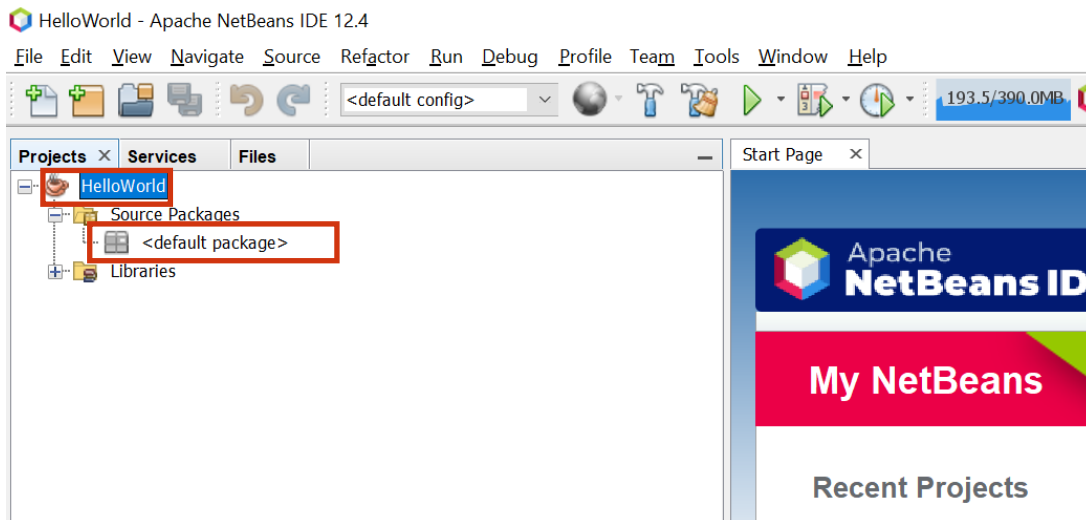 HelloWorld - Apache NetBeans IDE 12.4
File Edit View Navigate Source Refactor Run Debug Profile Team Tools Window Help
<default config> 193.5/390.0MB
Projects Services Files Start Page
HelloWorld
Source Packages
<default package>
Libraries
Apache
NetBeans ID
My NetBeans
Recent Projects